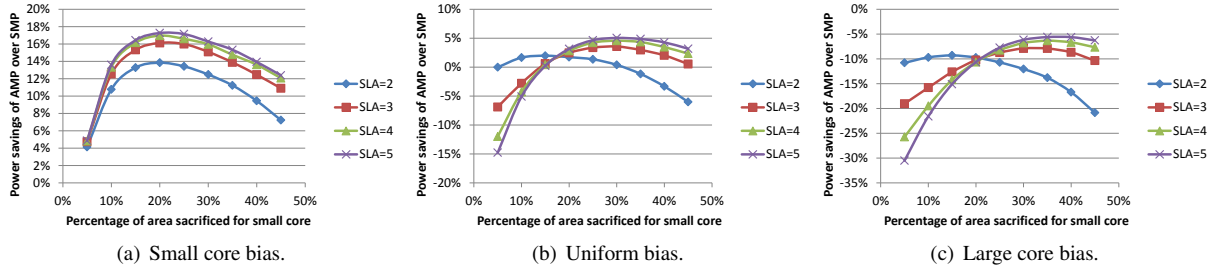 Power savings of AMP over SMP
20%
18%
16%
14%
12%
10%
8%
6%
4%
2%
0%
0% 10% 20% 30% 40% 50%
Percentage of area sacrificed for small core
SLA=2
SLA=3
SLA=4
SLA=5
(a) Small core bias.
Power savings of AMP over SMP
10%
5%
0%
-5%
-10%
-15%
-20%
0% 10% 20% 30% 40% 50%
Percentage of area sacrificed for small core
SLA=2
SLA=3
SLA=4
SLA=5
(b) Uniform bias.
Power savings of AMP over SMP
0%
-5%
-10%
-15%
-20%
-25%
-30%
-35%
0% 10% 20% 30% 40% 50%
Percentage of area sacrificed for small core
SLA=2
SLA=3
SLA=4
SLA=5
(c) Large core bias.